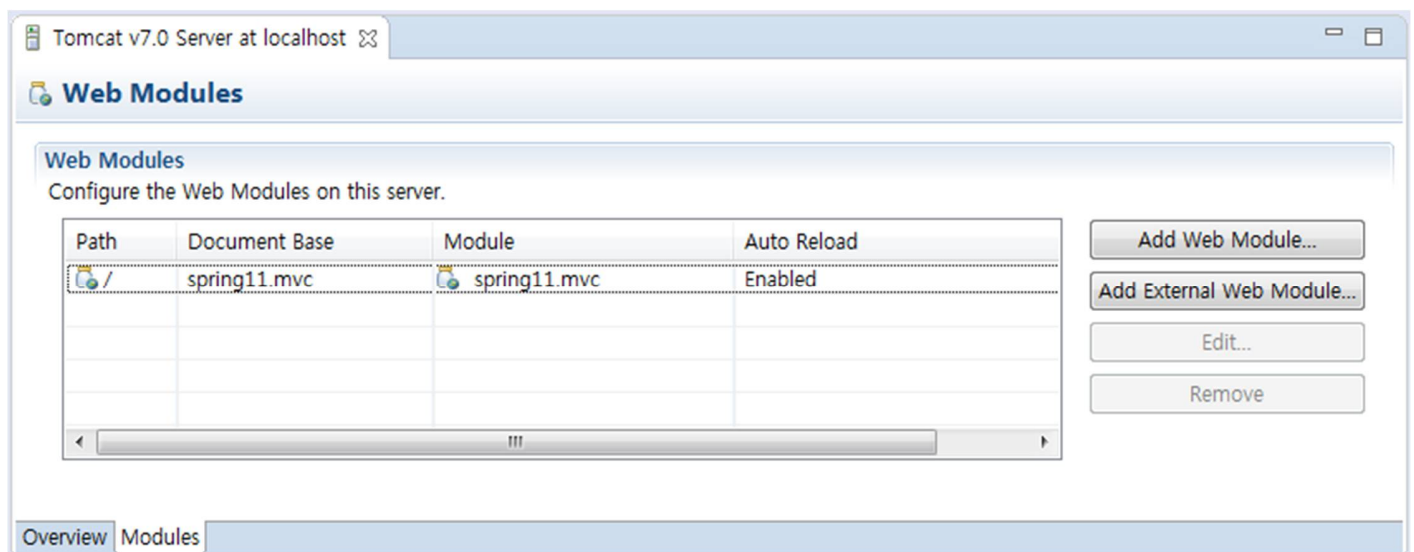 Tomcat v7.0 Server at localhost
Web Modules
Web Modules
Configure the Web Modules on this server.
Path Document Base Module Auto Reload
/ spring11.mvc spring11.mvc Enabled
Add Web Module...
Add External Web Module...
Edit...
Remove
Overview Modules